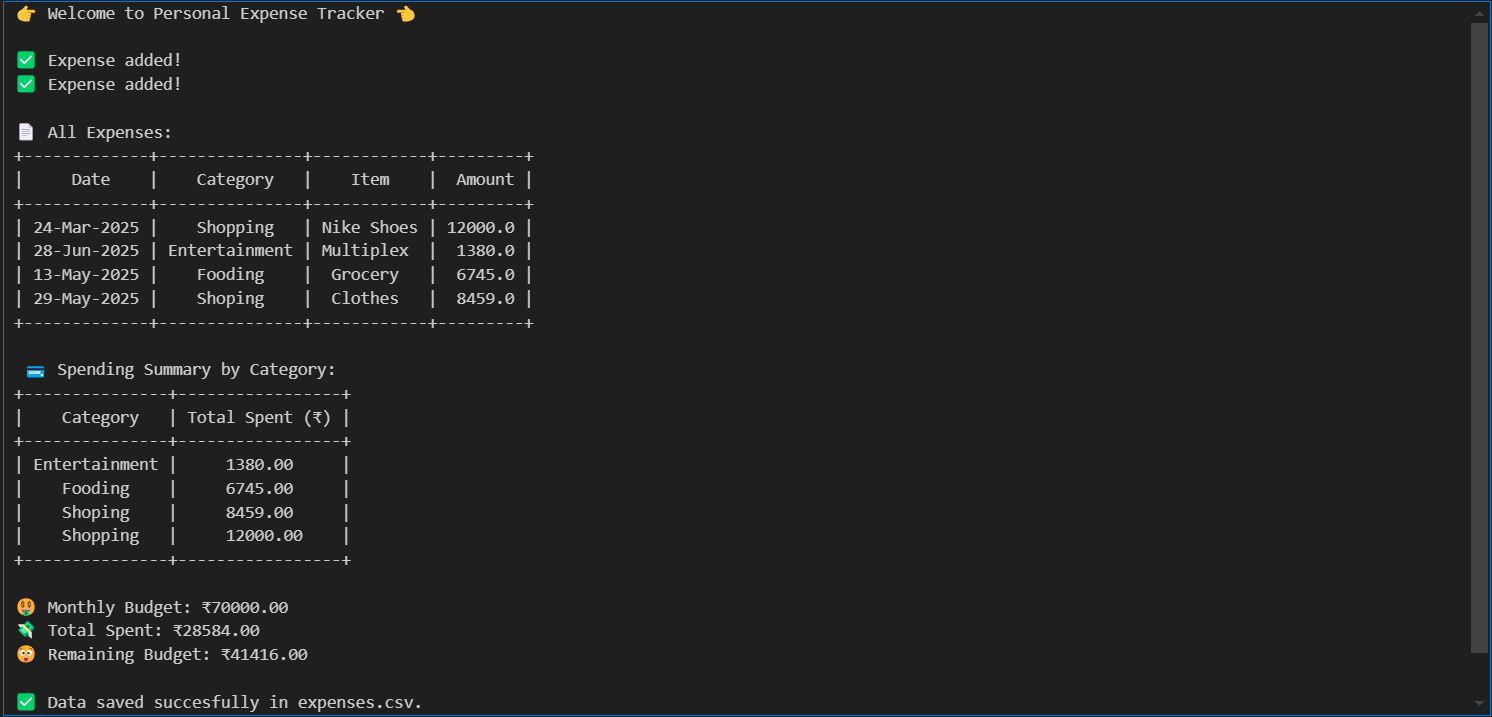 👉 Welcome to Personal Expense Tracker 👈
✅ Expense added!
✅ Expense added!
📄 All Expenses:
+-------------+---------------+------------+---------+
|     Date    |    Category   |    Item    |  Amount |
+-------------+---------------+------------+---------+
| 24-Mar-2025 |    Shopping   | Nike Shoes | 12000.0 |
| 28-Jun-2025 | Entertainment | Multiplex  |  1380.0 |
| 13-May-2025 |    Fooding    |  Grocery   |  6745.0 |
| 29-May-2025 |    Shoping    |  Clothes   |  8459.0 |
+-------------+---------------+------------+---------+
💳 Spending Summary by Category:
+---------------+-----------------+
|    Category   | Total Spent (₹) |
+---------------+-----------------+
| Entertainment |     1380.00     |
|    Fooding    |     6745.00     |
|    Shoping    |     8459.00     |
|    Shopping   |     12000.00    |
+---------------+-----------------+
🤑 Monthly Budget: ₹70000.00
💸 Total Spent: ₹28584.00
😳 Remaining Budget: ₹41416.00
✅ Data saved succesfully in expenses.csv.